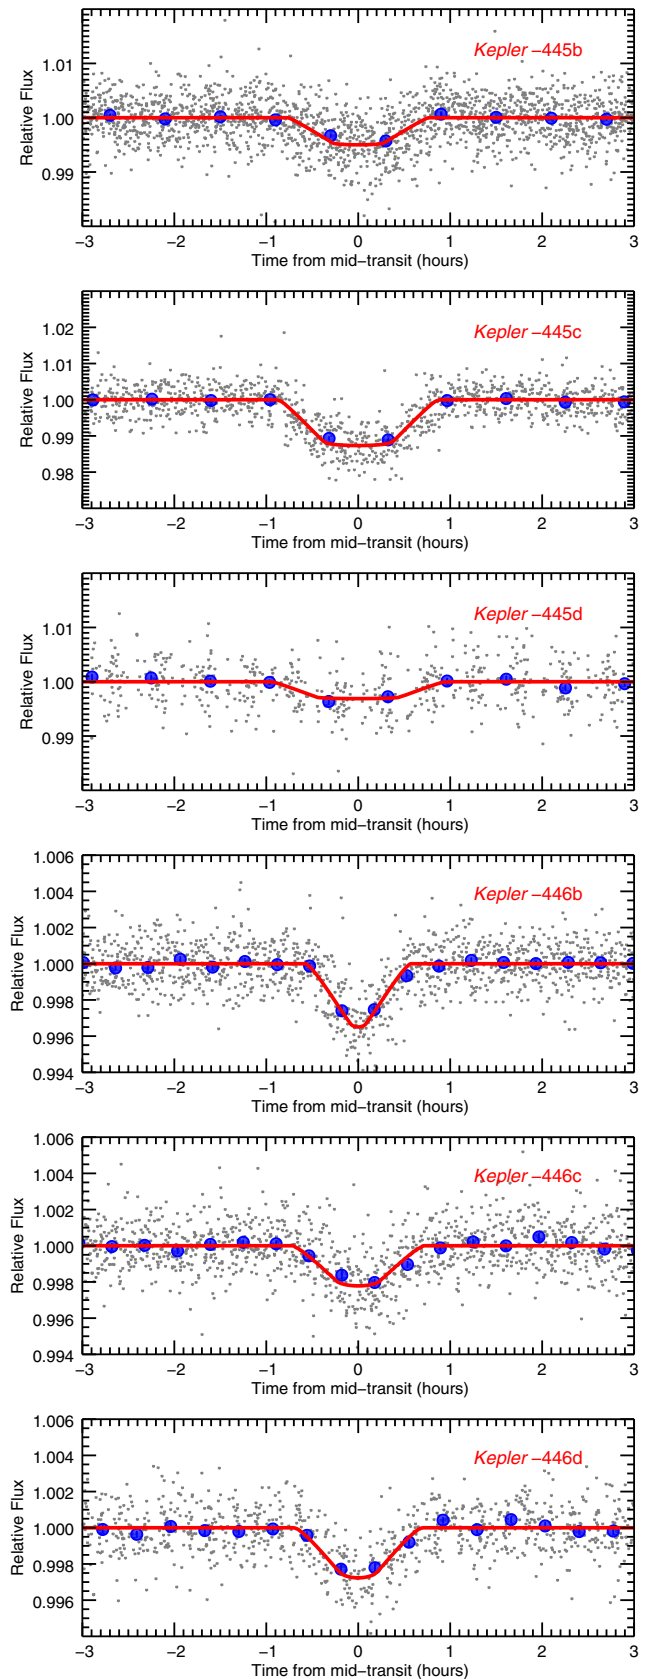 Kepler-445b
1.01
1.00
0.99
Relative Flux
−3 −2 −1 0 1 2 3
Time from mid−transit (hours)
Kepler-445c
1.02
1.01
1.00
0.99
0.98
Relative Flux
−3 −2 −1 0 1 2 3
Time from mid−transit (hours)
Kepler-445d
1.01
1.00
0.99
Relative Flux
−3 −2 −1 0 1 2 3
Time from mid−transit (hours)
1.006
Kepler-446b
1.004
1.002
1.000
0.998
0.996
0.994
Relative Flux
−3 −2 −1 0 1 2 3
Time from mid−transit (hours)
1.006
Kepler-446c
1.004
1.002
1.000
0.998
0.996
0.994
Relative Flux
−3 −2 −1 0 1 2 3
Time from mid−transit (hours)
1.006
Kepler-446d
1.004
1.002
1.000
0.998
0.996
Relative Flux
−3 −2 −1 0 1 2 3
Time from mid−transit (hours)